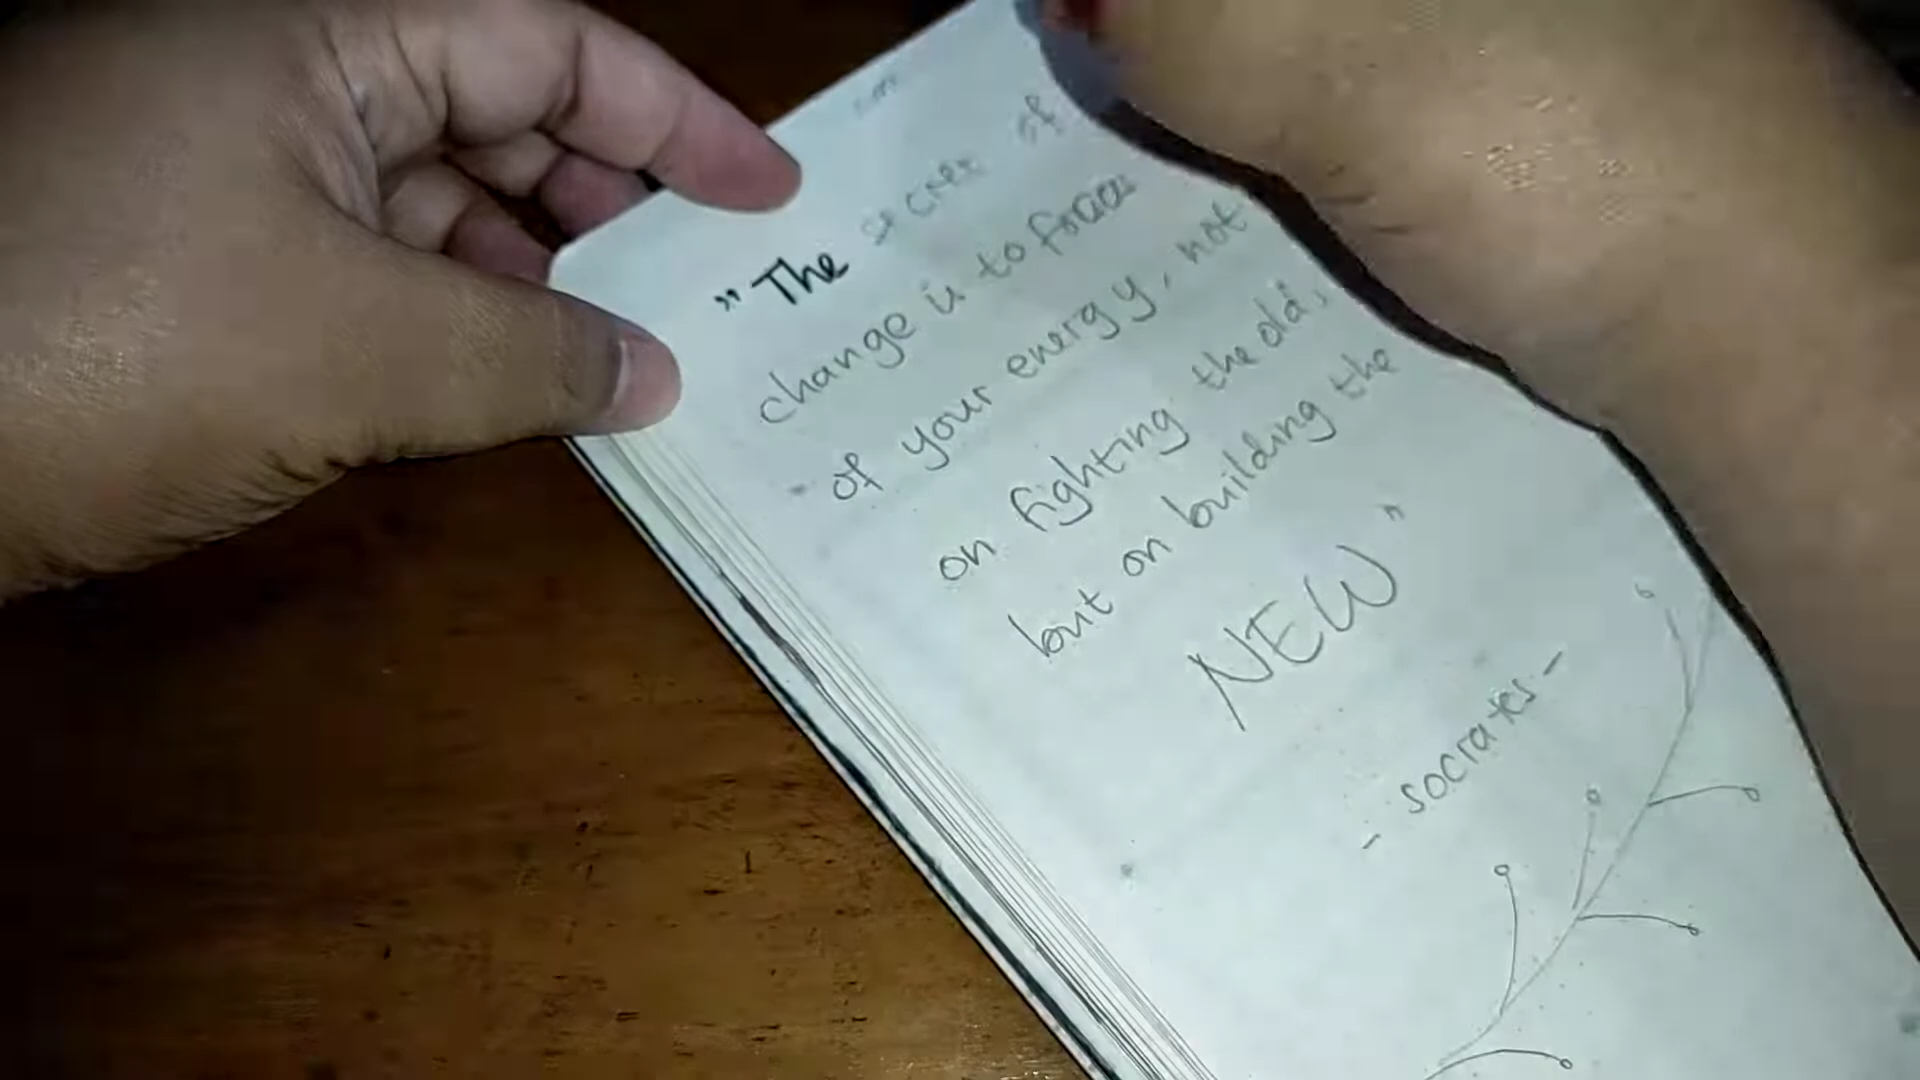 " The secret of
change is to focus
of your energy, not
on fighting the old,
but on building the
NEW "
- socrates -